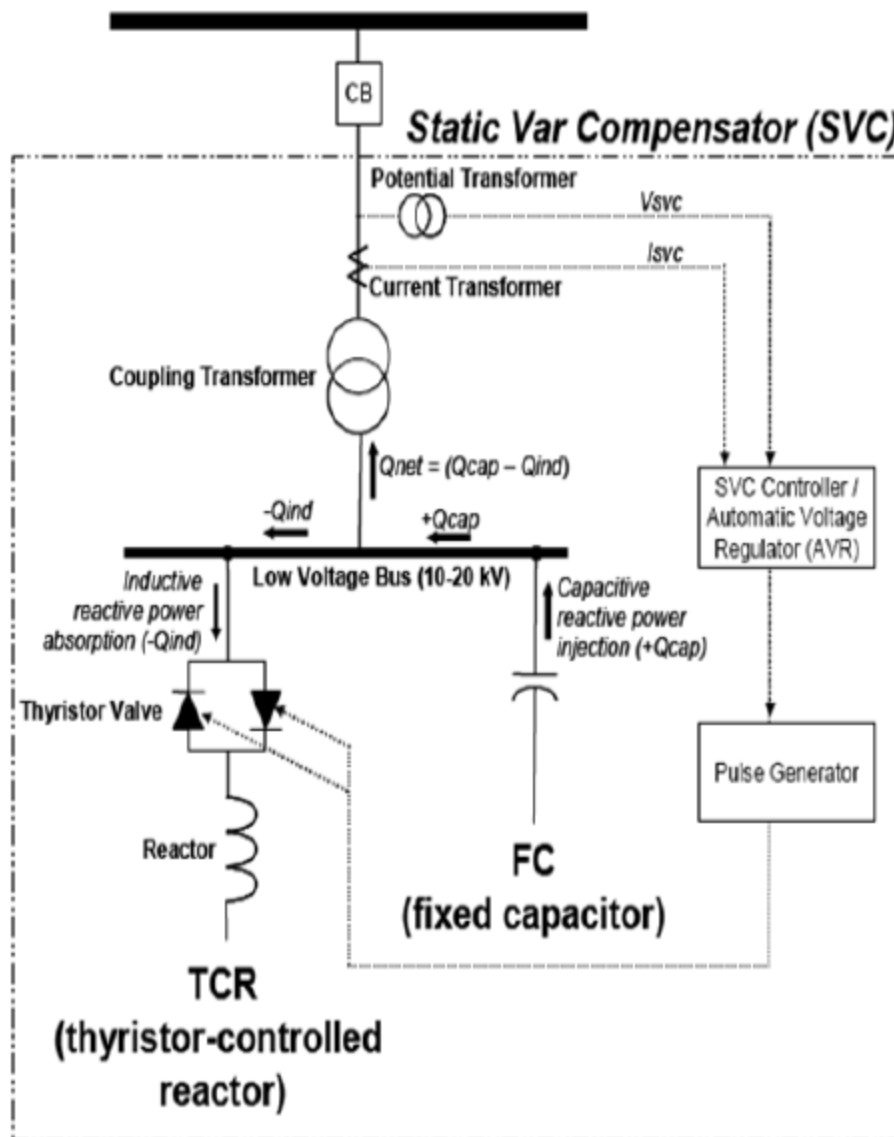 CB
Static Var Compensator (SVC)
Potential Transformer
Vsvc
Isvc
Current Transformer
Coupling Transformer
Qnet = (Qcap – Qind)
-Qind
+Qcap
SVC Controller /
Automatic Voltage
Regulator (AVR)
Low Voltage Bus (10-20 kV)
Inductive
reactive power
absorption (-Qind)
Capacitive
reactive power
injection (+Qcap)
Thyristor Valve
Pulse Generator
Reactor
FC
(fixed capacitor)
TCR
(thyristor-controlled
reactor)